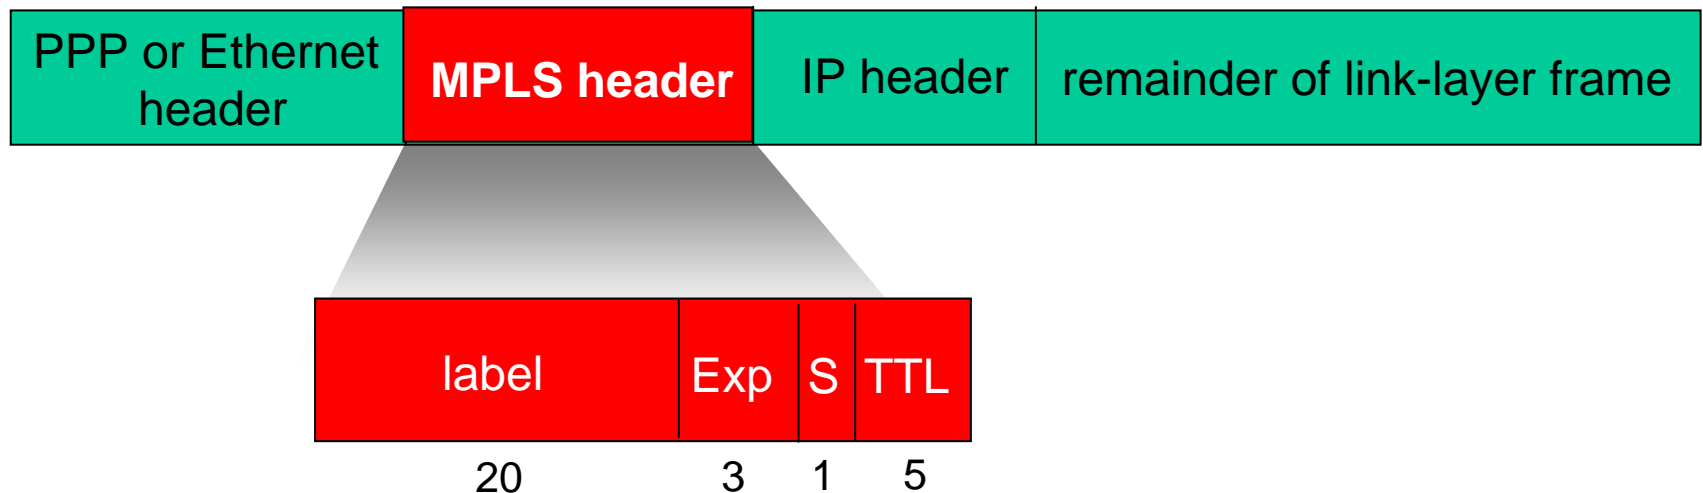 PPP or Ethernet
header
MPLS header
IP header
remainder of link-layer frame
label
Exp
S
TTL
20
3
1
5